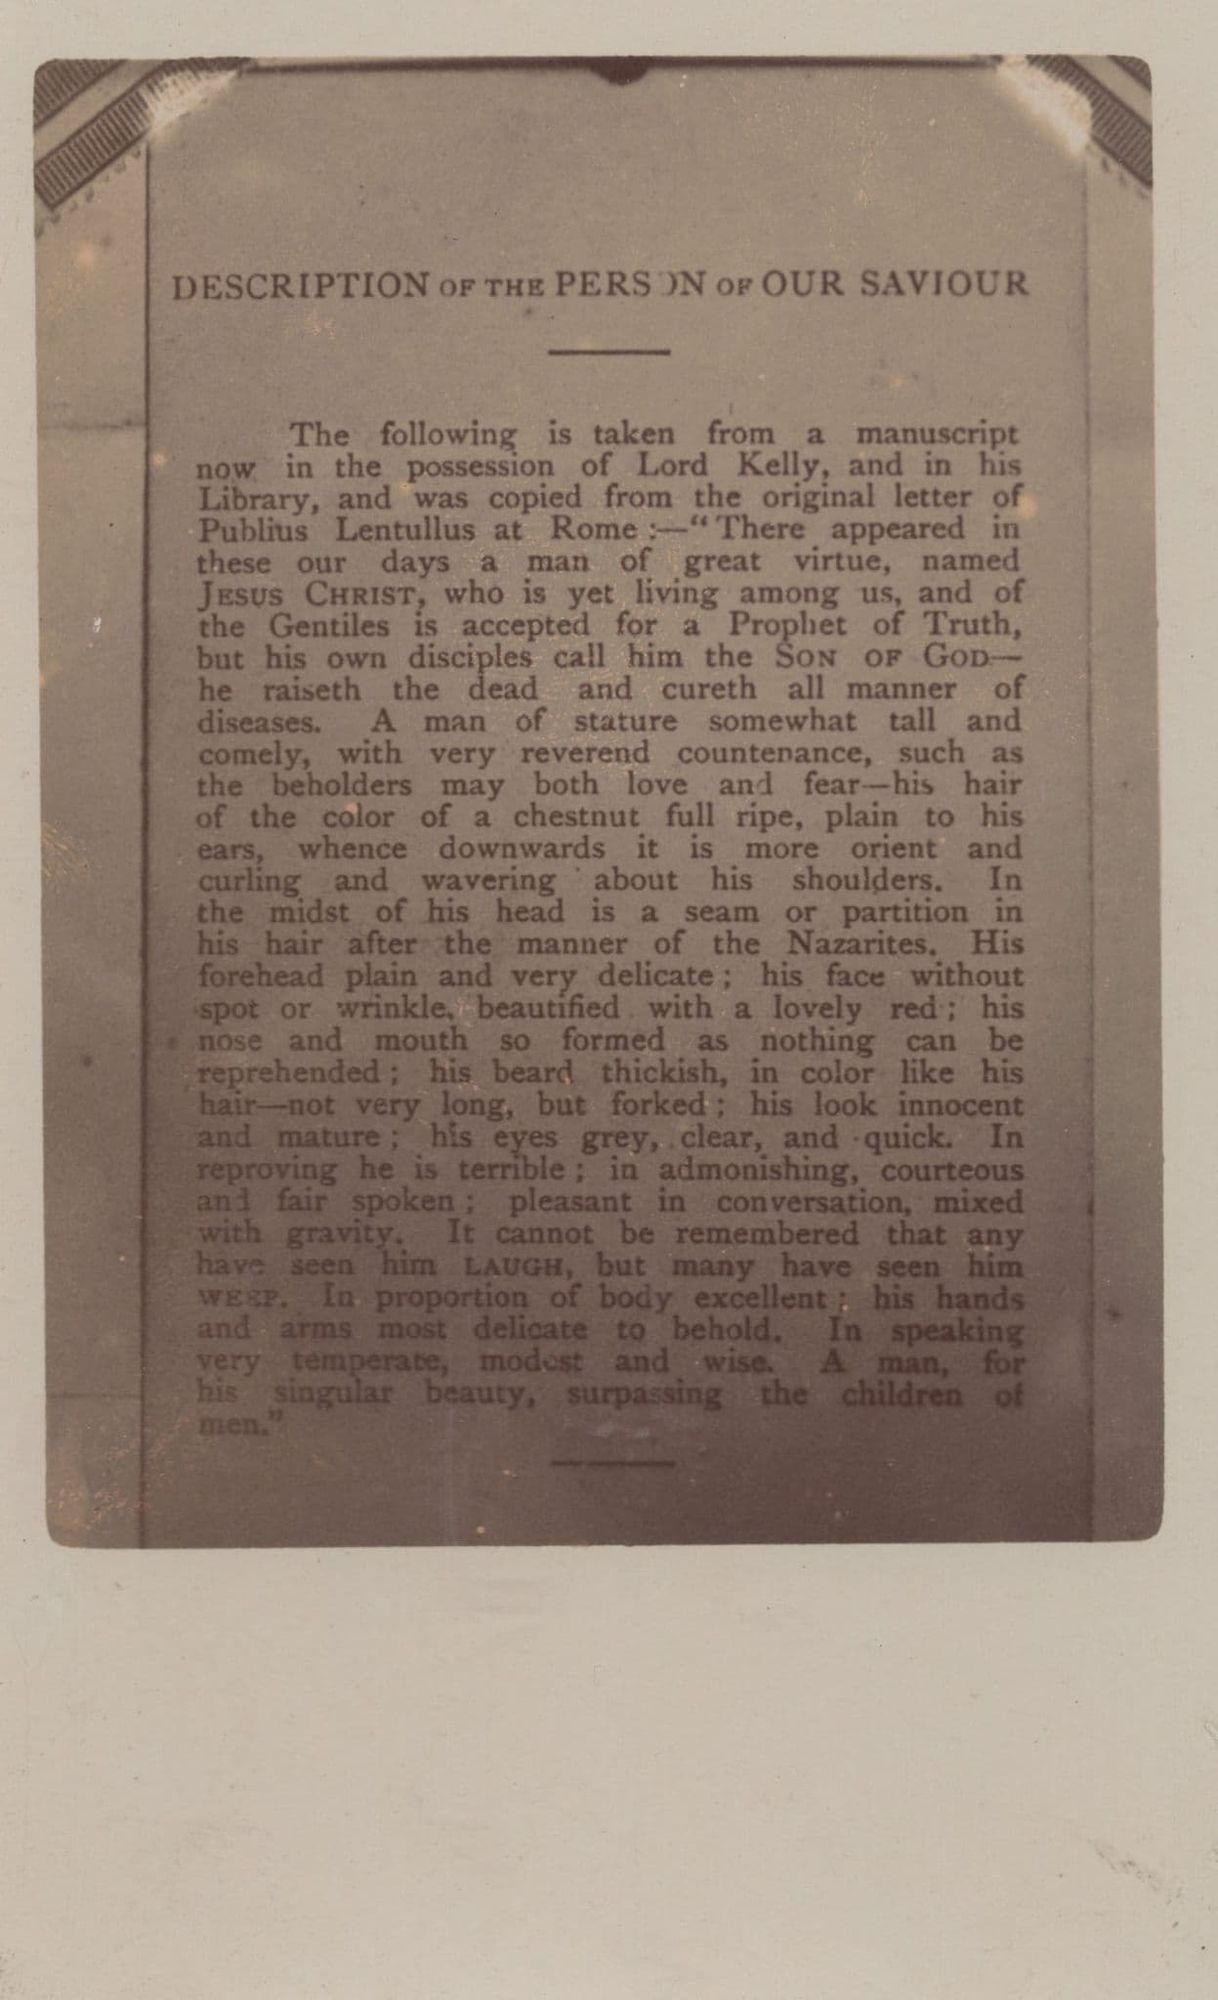 DESCRIPTION OF THE PERSON OF OUR SAVIOUR
The following is taken from a manuscript
now in the possession of Lord Kelly, and in his
Library, and was copied from the original letter of
Publius Lentullus at Rome :—“There appeared in
these our days a man of great virtue, named
JESUS CHRIST, who is yet living among us, and of
the Gentiles is accepted for a Prophet of Truth,
but his own disciples call him the SON OF GOD—
he raiseth the dead and cureth all manner of
diseases. A man of stature somewhat tall and
comely, with very reverend countenance, such as
the beholders may both love and fear—his hair
of the color of a chestnut full ripe, plain to his
ears, whence downwards it is more orient and
curling and wavering about his shoulders. In
the midst of his head is a seam or partition in
his hair after the manner of the Nazarites. His
forehead plain and very delicate; his face without
spot or wrinkle, beautified with a lovely red; his
nose and mouth so formed as nothing can be
reprehended; his beard thickish, in color like his
hair—not very long, but forked; his look innocent
and mature; his eyes grey, clear, and quick. In
reproving he is terrible; in admonishing, courteous
and fair spoken; pleasant in conversation, mixed
with gravity. It cannot be remembered that any
have seen him LAUGH, but many have seen him
WEEP. In proportion of body excellent; his hands
and arms most delicate to behold. In speaking
very temperate, modest and wise. A man, for
his singular beauty, surpassing the children of
men.”